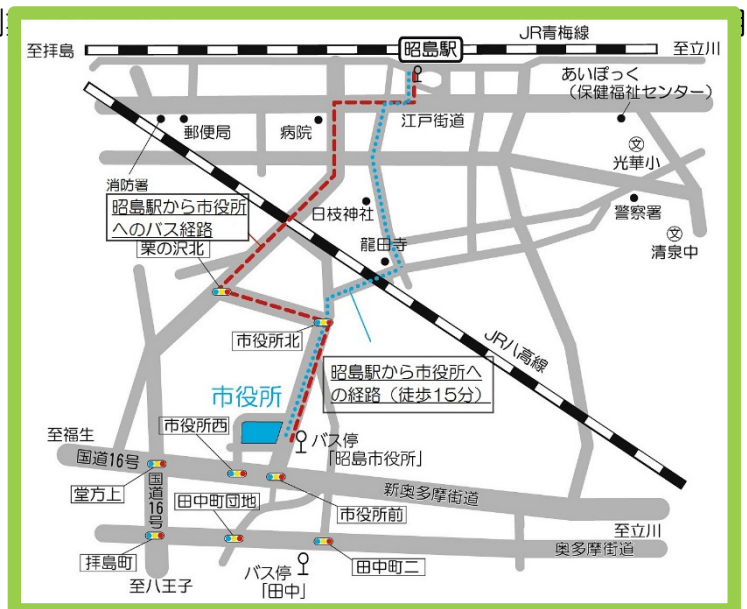 JR青梅線
至拝島
昭島駅
至立川
あいぽっく
（保健福祉センター）
郵便局
病院
江戸街道
文
光華小
消防署
日枝神社
警察署
昭島駅から市役所
へのバス経路
文
清泉中
栗の沢北
龍田寺
市役所北
JR八高線
昭島駅から市役所へ
の経路（徒歩15分）
市役所
至福生
市役所西
バス停
「昭島市役所」
国道16号
堂方上
国道16号
田中町団地
市役所前
新奥多摩街道
至立川
拝島町
田中町二
奥多摩街道
至八王子
バス停
「田中」